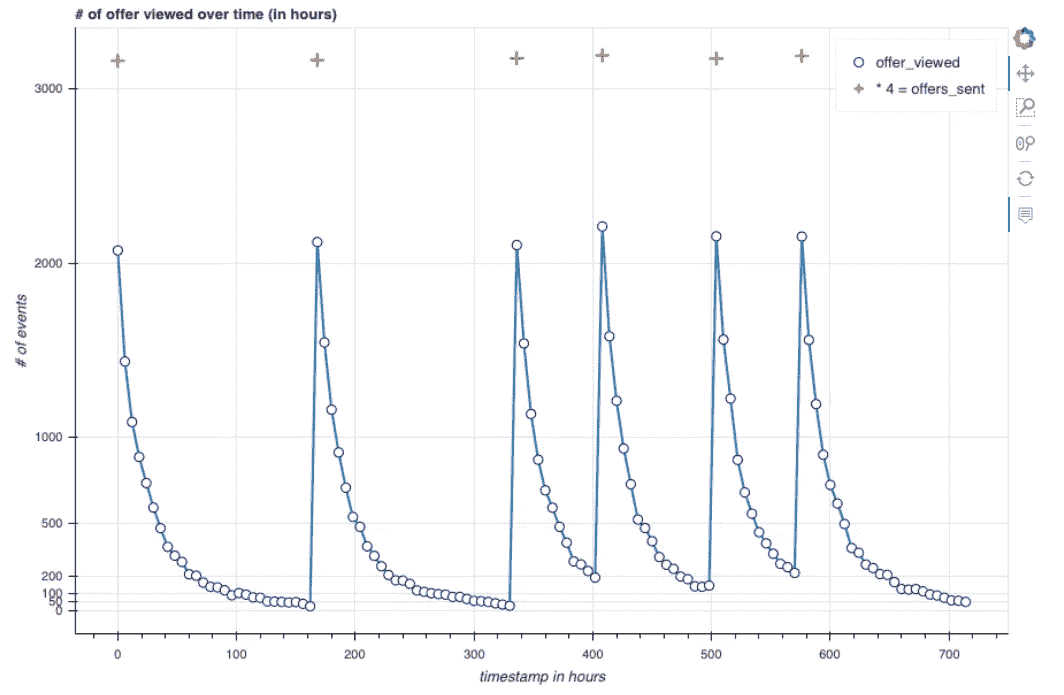 # of offer viewed over time (in hours)
offer_viewed
* 4 = offers_sent
3000
2000
1000
500
200
100
50
0
# of events
0 100 200 300 400 500 600 700
timestamp in hours